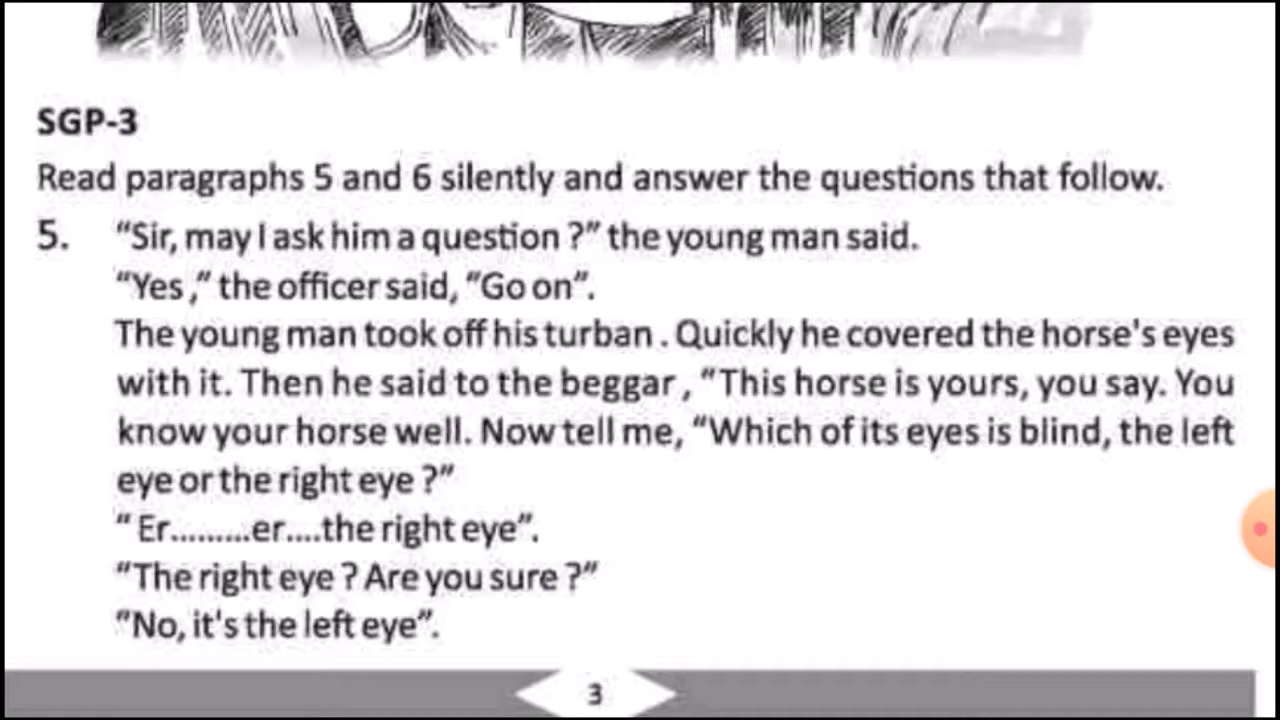 SGP-3
Read paragraphs 5 and 6 silently and answer the questions that follow.
5. “Sir, may I ask him a question ?” the young man said.
“Yes ,” the officer said, “Go on”.
The young man took off his turban . Quickly he covered the horse's eyes
with it. Then he said to the beggar , “This horse is yours, you say. You
know your horse well. Now tell me, “Which of its eyes is blind, the left
eye or the right eye ?”
“ Er.........er....the right eye”.
“The right eye ? Are you sure ?”
“No, it's the left eye”.
3